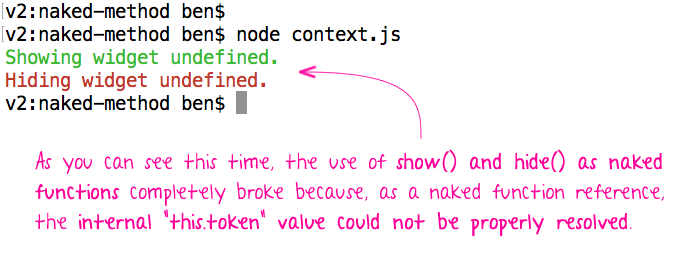 [v2:naked-method ben$
[v2:naked-method ben$ node context.js
Showing widget undefined.
Hiding widget undefined.
v2:naked-method ben$
As you can see this time, the use of show() and hide() as naked
functions completely broke because, as a naked function reference,
the internal "this.token" value could not be properly resolved.